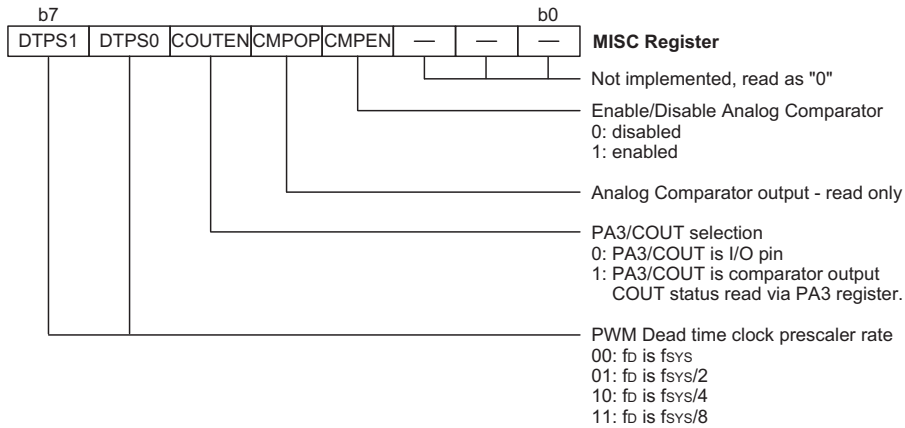 b7 b0
DTPS1 DTPS0 COUTEN CMPOP CMPEN — — — MISC Register
Not implemented, read as "0"
Enable/Disable Analog Comparator
0: disabled
1: enabled
Analog Comparator output - read only
PA3/COUT selection
0: PA3/COUT is I/O pin
1: PA3/COUT is comparator output
COUT status read via PA3 register.
PWM Dead time clock prescaler rate
00: fD is fSYS
01: fD is fSYS/2
10: fD is fSYS/4
11: fD is fSYS/8